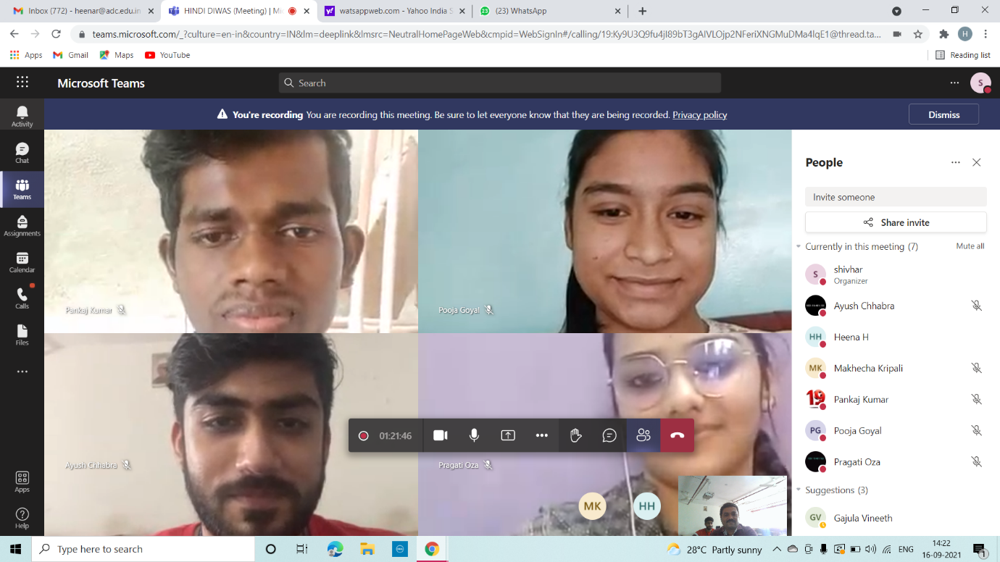 Inbox (772) - heenar@adc.edu.in
HINDI DIWAS (Meeting) | Mi
watsappweb.com - Yahoo India S
(23) WhatsApp
teams.microsoft.com/_?culture=en-in&country=IN&lm=deeplink&lmsrc=NeutralHomePageWeb&cmpid=WebSignIn#/calling/19:Ky9U3Q9fu4jI89bT3gAIVLOjp2NFeriXNGMuDMa4lqE1@thread.ta...
H
Apps
Gmail
Maps
YouTube
Reading list
Microsoft Teams
Search
S
You're recording You are recording this meeting. Be sure to let everyone know that they are being recorded. Privacy policy
Dismiss
Activity
Chat
Teams
Assignments
Calendar
Calls
Files
Apps
Help
Pankaj Kumar
Pooja Goyal
Ayush Chhabra
Pragati Oza
01:21:46
MK
HH
People
Invite someone
Share invite
Currently in this meeting (7)
Mute all
S
shivhar
Organizer
Ayush Chhabra
HH
Heena H
MK
Makhecha Kripali
19
Pankaj Kumar
PG
Pooja Goyal
Pragati Oza
Suggestions (3)
GV
Gajula Vineeth
Type here to search
28°C Partly sunny
ENG
14:22
16-09-2021
1